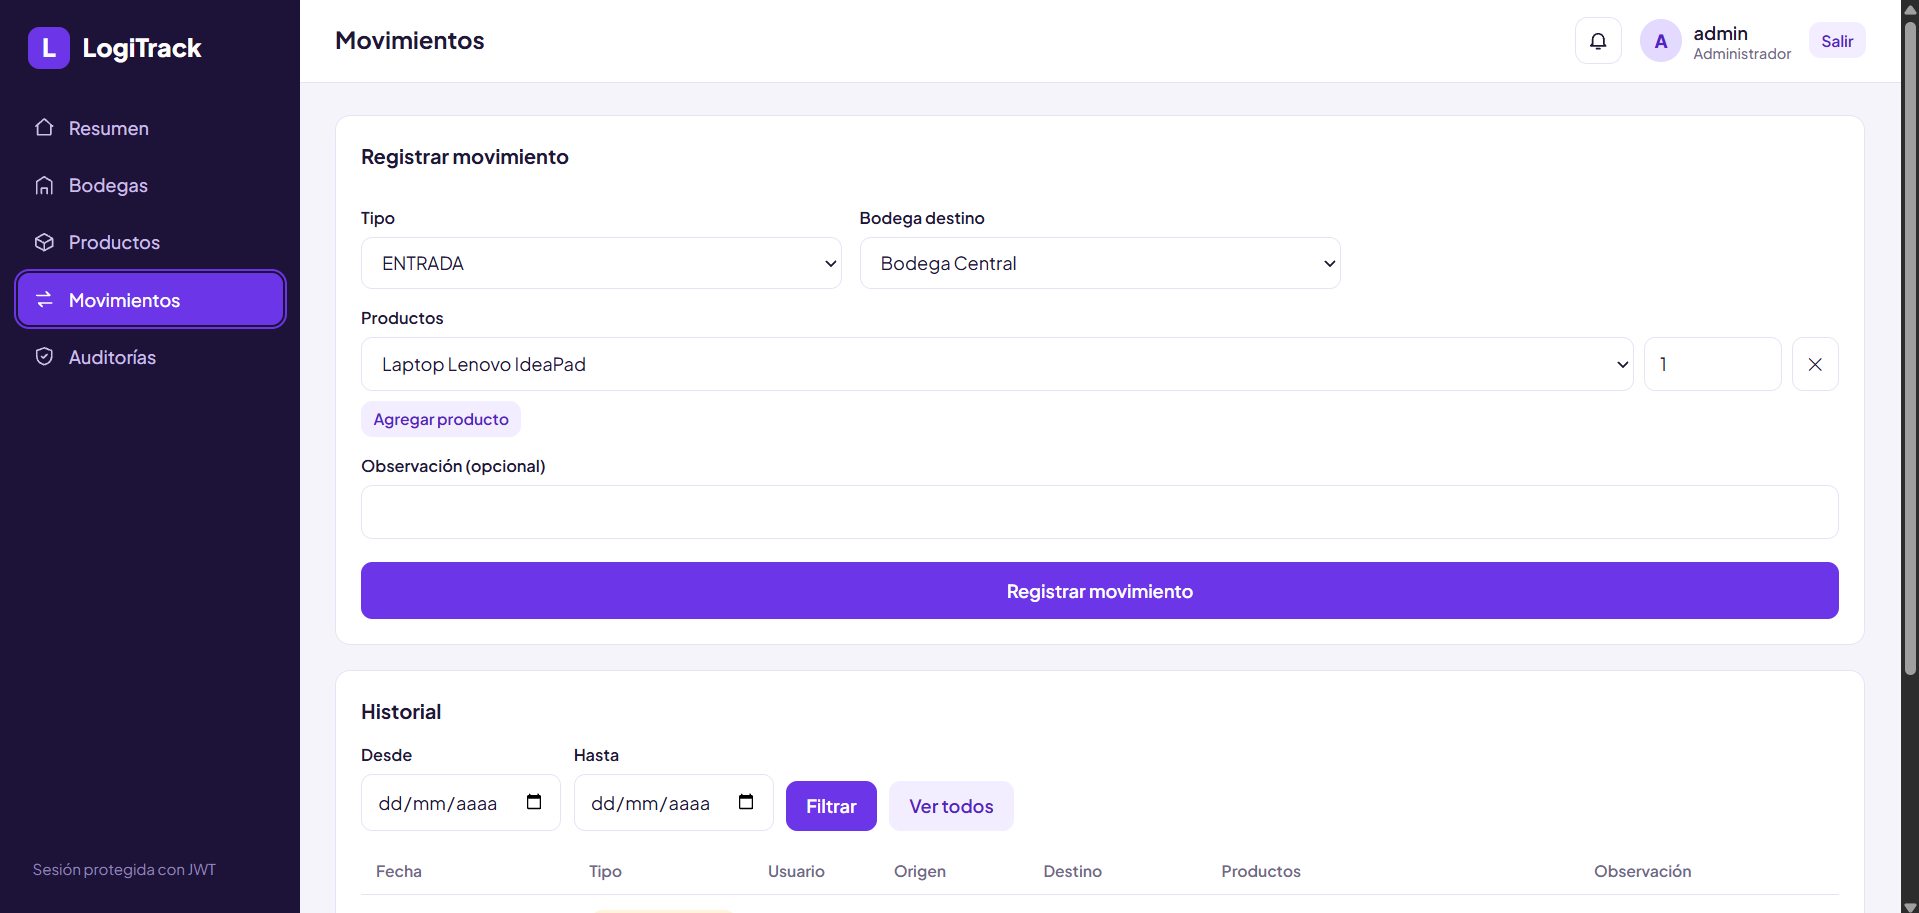 L LogiTrack
Resumen
Bodegas
Productos
Movimientos
Auditorías
Sesión protegida con JWT
Movimientos
A
admin
Administrador
Salir
Registrar movimiento
Tipo
Bodega destino
ENTRADA
Bodega Central
Productos
Laptop Lenovo IdeaPad
1
Agregar producto
Observación (opcional)
Registrar movimiento
Historial
Desde
Hasta
dd/mm/aaaa
dd/mm/aaaa
Filtrar
Ver todos
Fecha Tipo Usuario Origen Destino Productos Observación